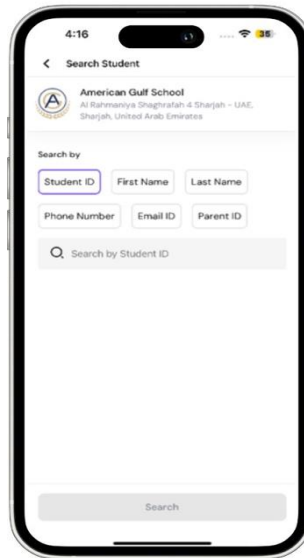 4:16
35
Search Student
American Gulf School
Al Rahmaniya Shaghrafah 4 Sharjah - UAE,
Sharjah, United Arab Emirates
Search by
Student ID First Name Last Name
Phone Number Email ID Parent ID
Search by Student ID
Search